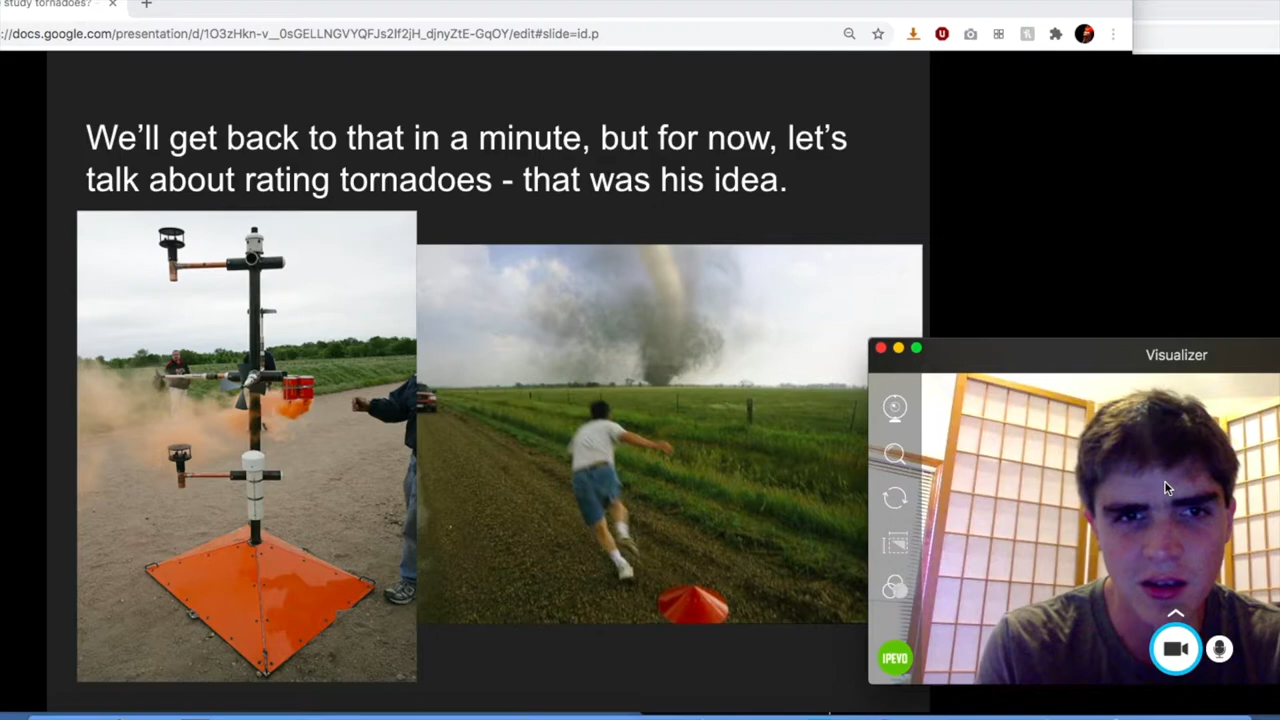 study tornadoes?
://docs.google.com/presentation/d/1O3zHkn-v__0sGELLNGVYQFJs2lf2jH_djnyZtE-GqOY/edit#slide=id.p
We'll get back to that in a minute, but for now, let's
talk about rating tornadoes - that was his idea.
Visualizer
IPEVO